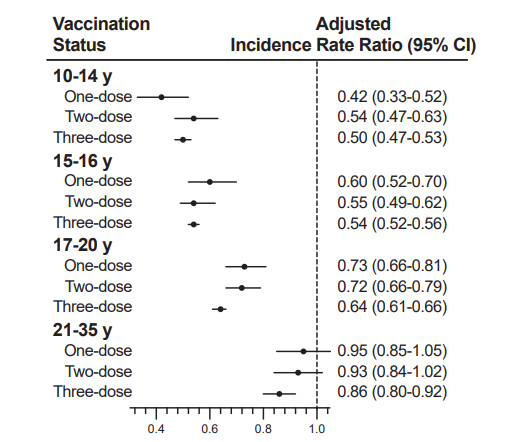 Vaccination Adjusted
Status Incidence Rate Ratio (95% CI)
10-14 y
One-dose 0.42 (0.33-0.52)
Two-dose 0.54 (0.47-0.63)
Three-dose 0.50 (0.47-0.53)
15-16 y
One-dose 0.60 (0.52-0.70)
Two-dose 0.55 (0.49-0.62)
Three-dose 0.54 (0.52-0.56)
17-20 y
One-dose 0.73 (0.66-0.81)
Two-dose 0.72 (0.66-0.79)
Three-dose 0.64 (0.61-0.66)
21-35 y
One-dose 0.95 (0.85-1.05)
Two-dose 0.93 (0.84-1.02)
Three-dose 0.86 (0.80-0.92)
0.4 0.6 0.8 1.0